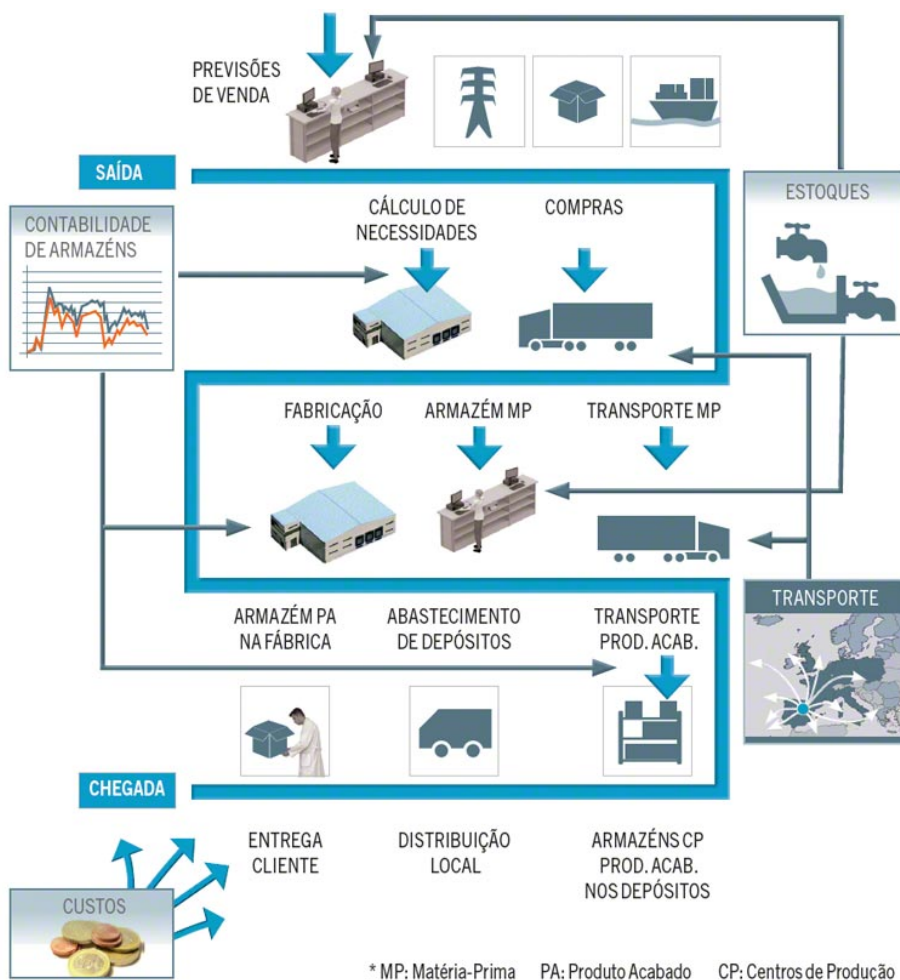 PREVISÕES
DE VENDA
SAÍDA
ESTOQUES
CONTABILIDADE
DE ARMAZÉNS
CÁLCULO DE
NECESSIDADES
COMPRAS
FABRICAÇÃO
ARMAZÉM MP
TRANSPORTE MP
TRANSPORTE
ARMAZÉM PA
NA FÁBRICA
ABASTECIMENTO
DE DEPÓSITOS
TRANSPORTE
PROD. ACAB.
CHEGADA
ENTREGA
CLIENTE
DISTRIBUIÇÃO
LOCAL
ARMAZÉNS CP
PROD. ACAB.
NOS DEPÓSITOS
CUSTOS
* MP: Matéria-Prima PA: Produto Acabado CP: Centros de Produção